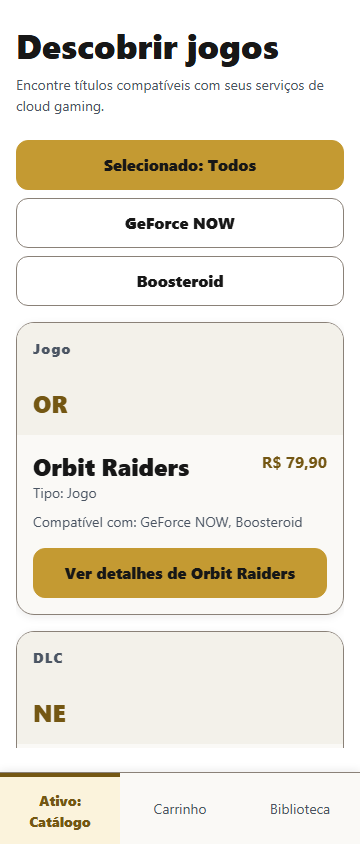 Descobrir jogos
Encontre títulos compatíveis com seus serviços de
cloud gaming.
Selecionado: Todos
GeForce NOW
Boosteroid
Jogo
OR
Orbit Raiders
R$ 79,90
Tipo: Jogo
Compatível com: GeForce NOW, Boosteroid
Ver detalhes de Orbit Raiders
DLC
NE
Ativo:
Catálogo
Carrinho
Biblioteca